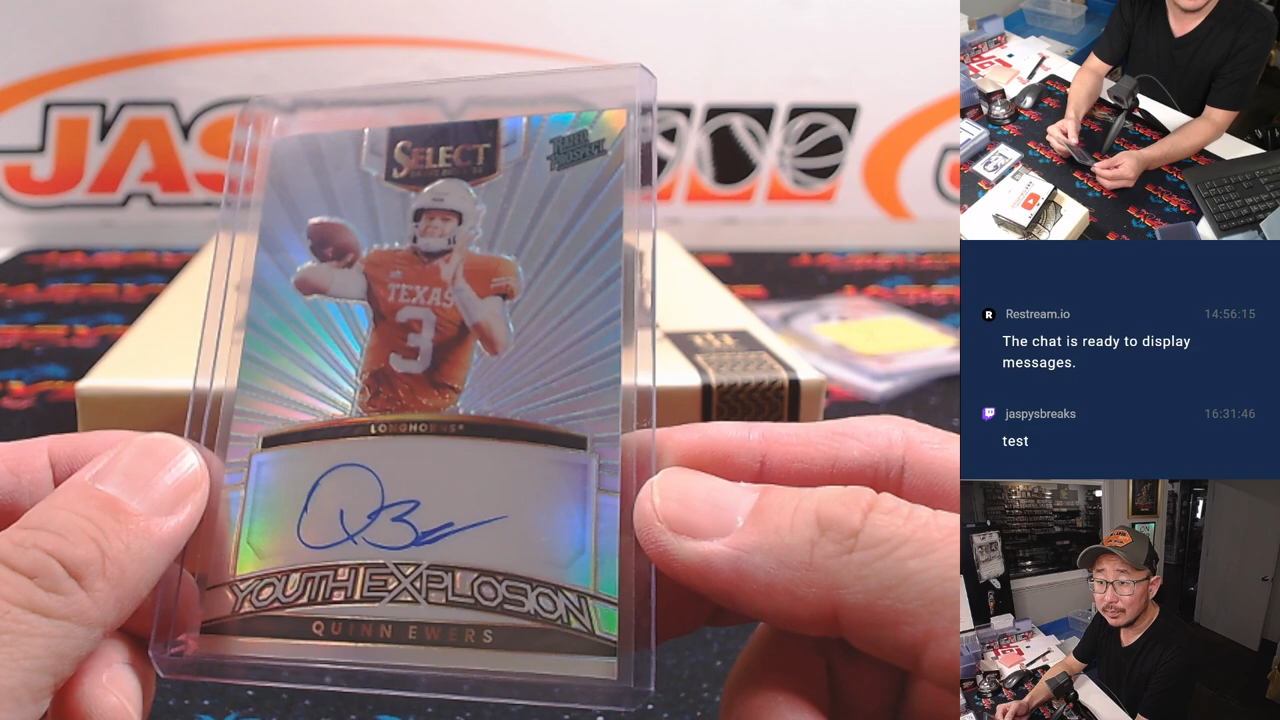 JAS
SELECT
RATED
PROSPECT
TEXAS
3
LONGHORNS
YOUTH EXPLOSION
QUINN EWERS
Restream.io 14:56:15
The chat is ready to display
messages.
jaspysbreaks 16:31:46
test